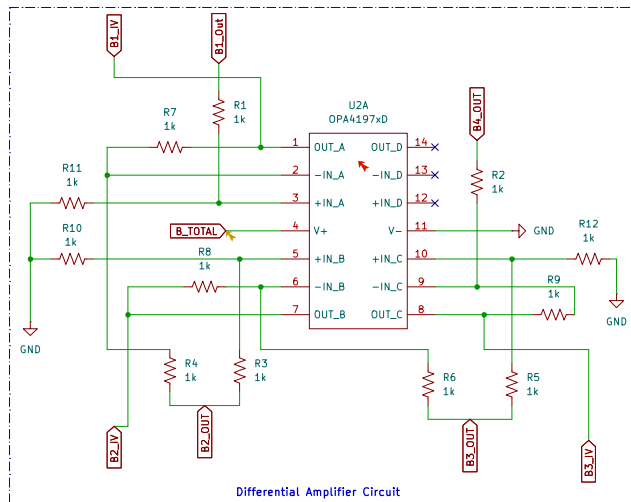 B1_IV
B1_Out
U2A
OPA4197xD
B4_OUT
R7
1k
R1
1k
1 OUT_A OUT_D 14
2 -IN_A -IN_D 13
3 +IN_A +IN_D 12
4 V+ V- 11
5 +IN_B +IN_C 10
6 -IN_B -IN_C 9
7 OUT_B OUT_C 8
R2
1k
R11
1k
R10
1k
B_TOTAL
R8
1k
GND
R12
1k
R9
1k
GND
GND
R4
1k
R3
1k
R6
1k
R5
1k
B2_IV
B2_OUT
B3_OUT
B3_IV
Differential Amplifier Circuit